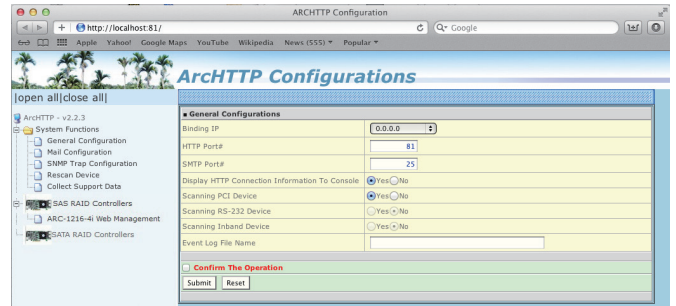 ARCHTTP Configuration
http://localhost:81/
Google
Apple Yahoo! Google Maps YouTube Wikipedia News (555) Popular
ArcHTTP Configurations
|open all|close all|
ArcHTTP - v2.2.3
System Functions
General Configuration
Mail Configuration
SNMP Trap Configuration
Rescan Device
Collect Support Data
SAS RAID Controllers
ARC-1216-4i Web Management
SATA RAID Controllers
General Configurations
Binding IP 0.0.0.0
HTTP Port# 81
SMTP Port# 25
Display HTTP Connection Information To Console Yes No
Scanning PCI Device Yes No
Scanning RS-232 Device Yes No
Scanning Inband Device Yes No
Event Log File Name
Confirm The Operation
Submit Reset